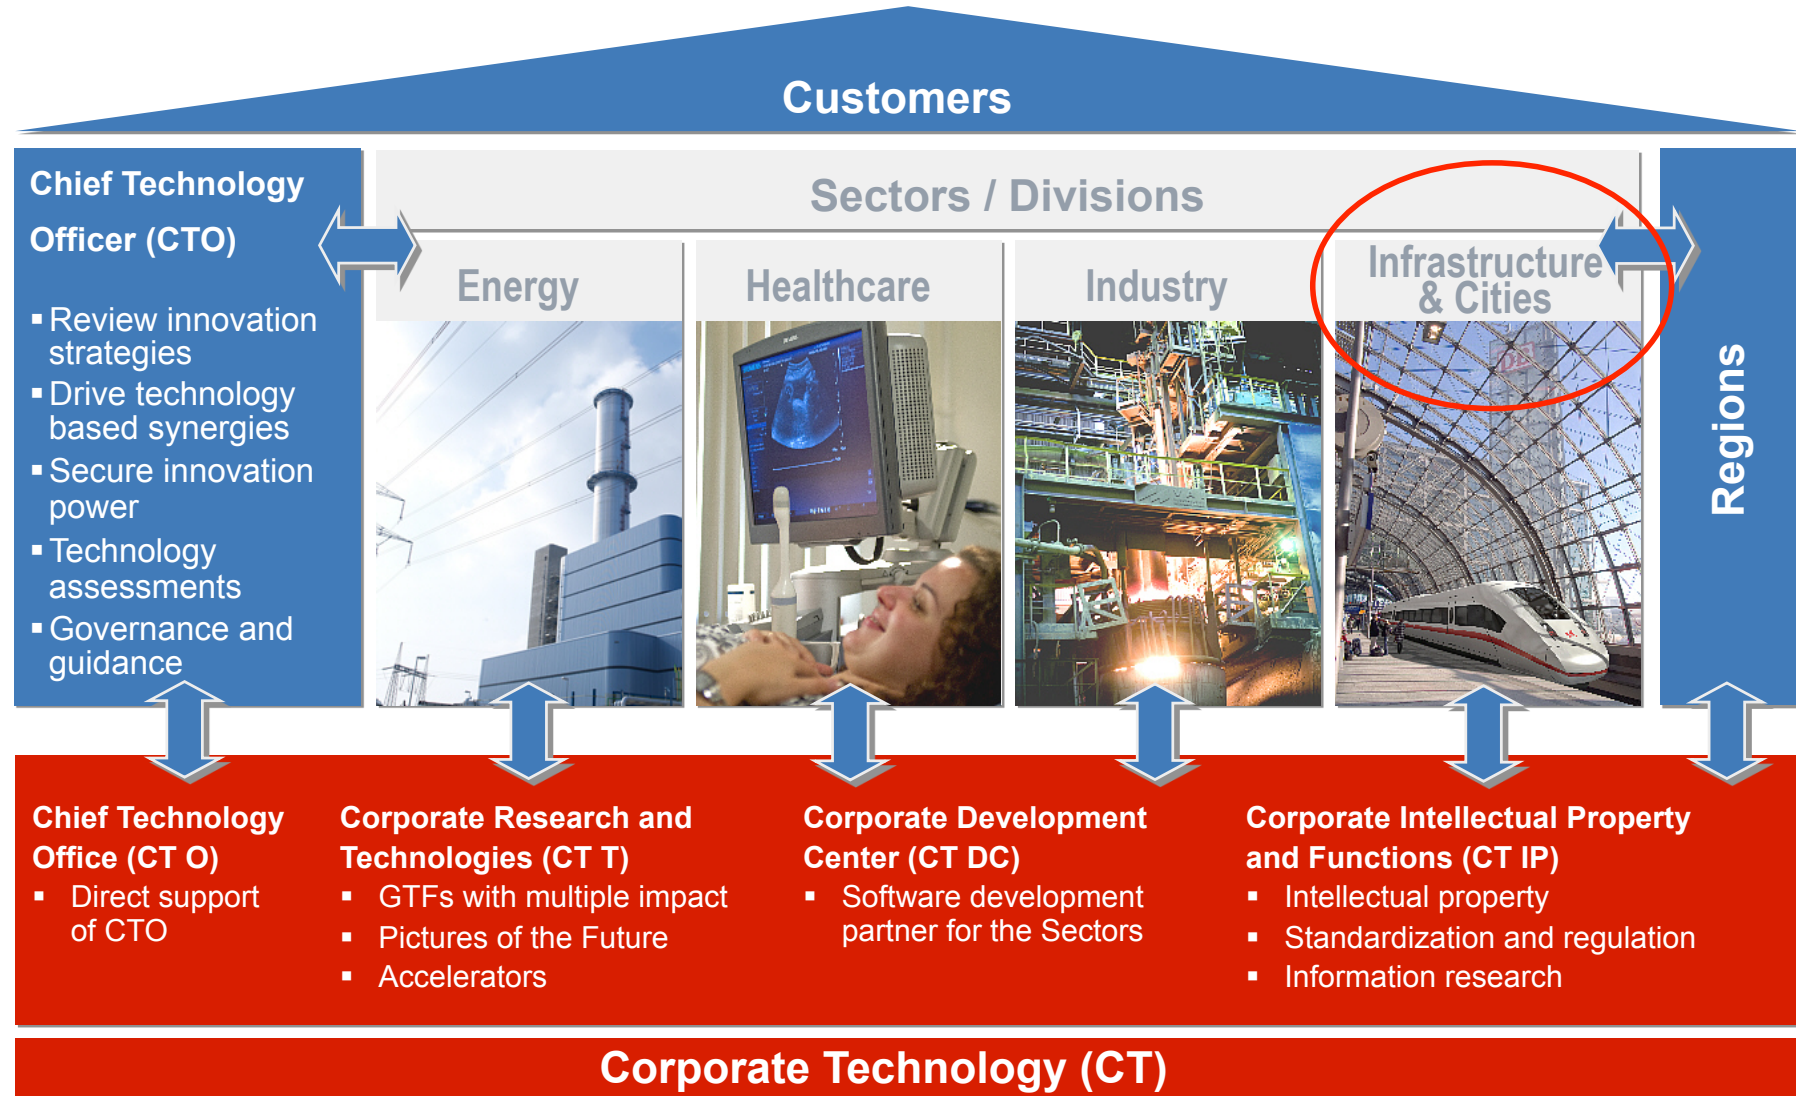 Customers
Chief Technology
Officer (CTO)
▪ Review innovation
strategies
▪ Drive technology
based synergies
▪ Secure innovation
power
▪ Technology
assessments
▪ Governance and
guidance
Sectors / Divisions
Energy
Healthcare
Industry
Infrastructure
& Cities
Regions
Chief Technology
Office (CT O)
▪ Direct support
of CTO
Corporate Research and
Technologies (CT T)
▪ GTFs with multiple impact
▪ Pictures of the Future
▪ Accelerators
Corporate Development
Center (CT DC)
▪ Software development
partner for the Sectors
Corporate Intellectual Property
and Functions (CT IP)
▪ Intellectual property
▪ Standardization and regulation
▪ Information research
Corporate Technology (CT)